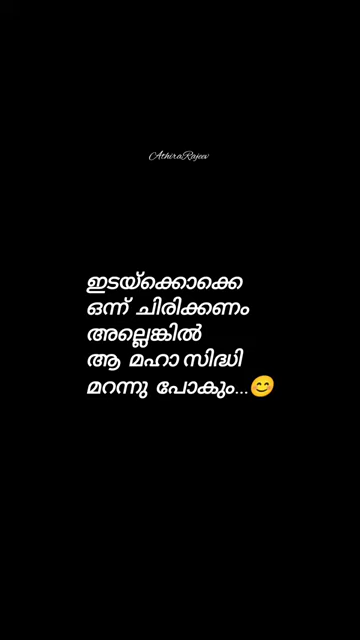 AthiraRajeev
ഇടയ്ക്കൊക്കെ
ഒന്ന് ചിരിക്കണം
അല്ലെങ്കിൽ
ആ മഹാ സിദ്ധി
മറന്നു പോകും...😊